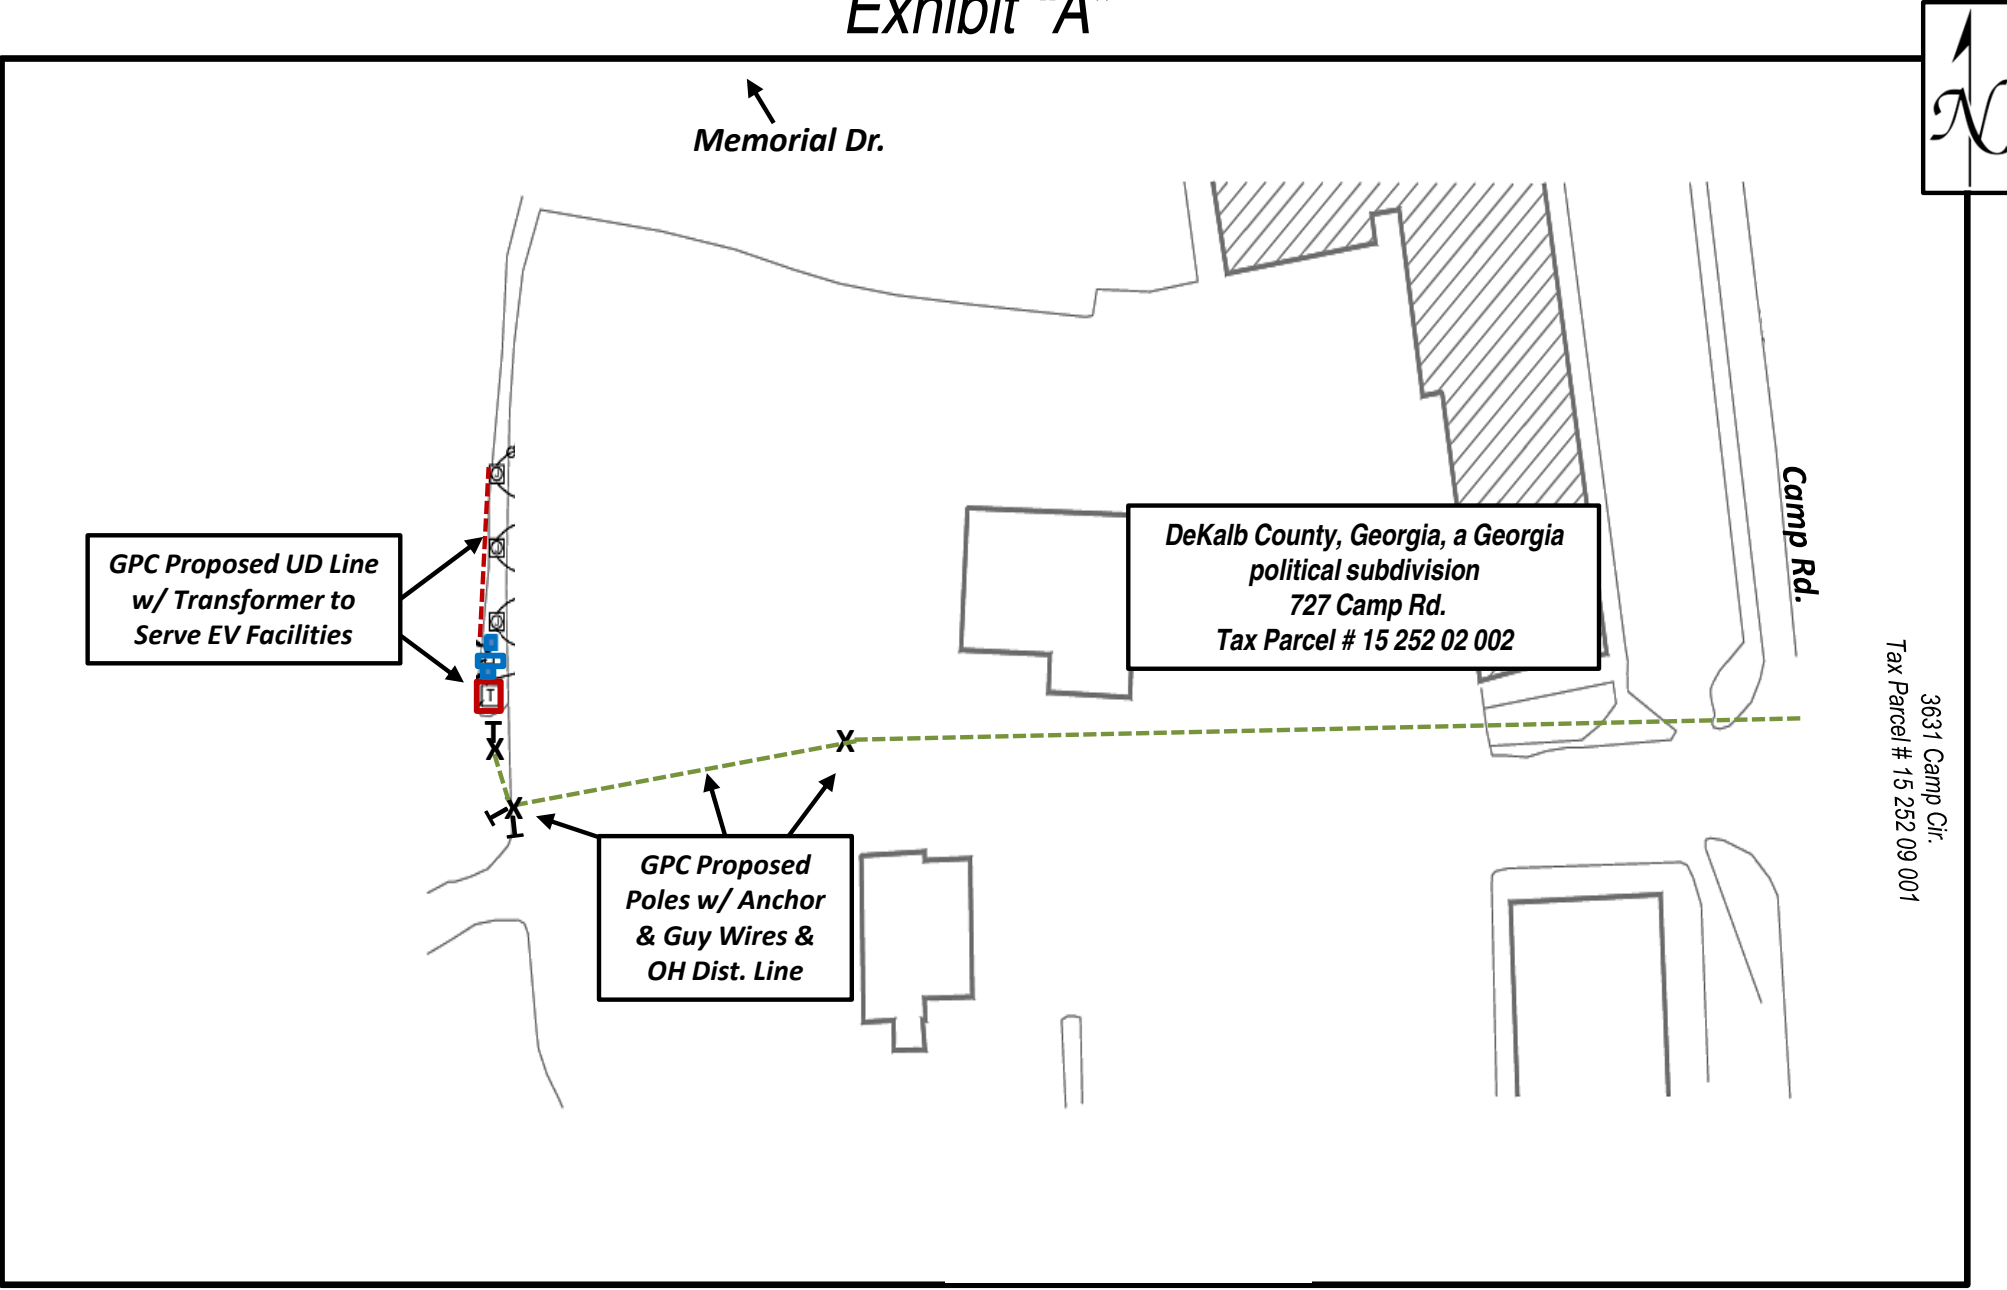 Exhibit "A"
N
Memorial Dr.
Camp Rd.
GPC Proposed UD Line
w/ Transformer to
Serve EV Facilities
DeKalb County, Georgia, a Georgia
political subdivision
727 Camp Rd.
Tax Parcel # 15 252 02 002
3631 Camp Cir.
Tax Parcel # 15 252 09 001
T
X
X
X
GPC Proposed
Poles w/ Anchor
& Guy Wires &
OH Dist. Line